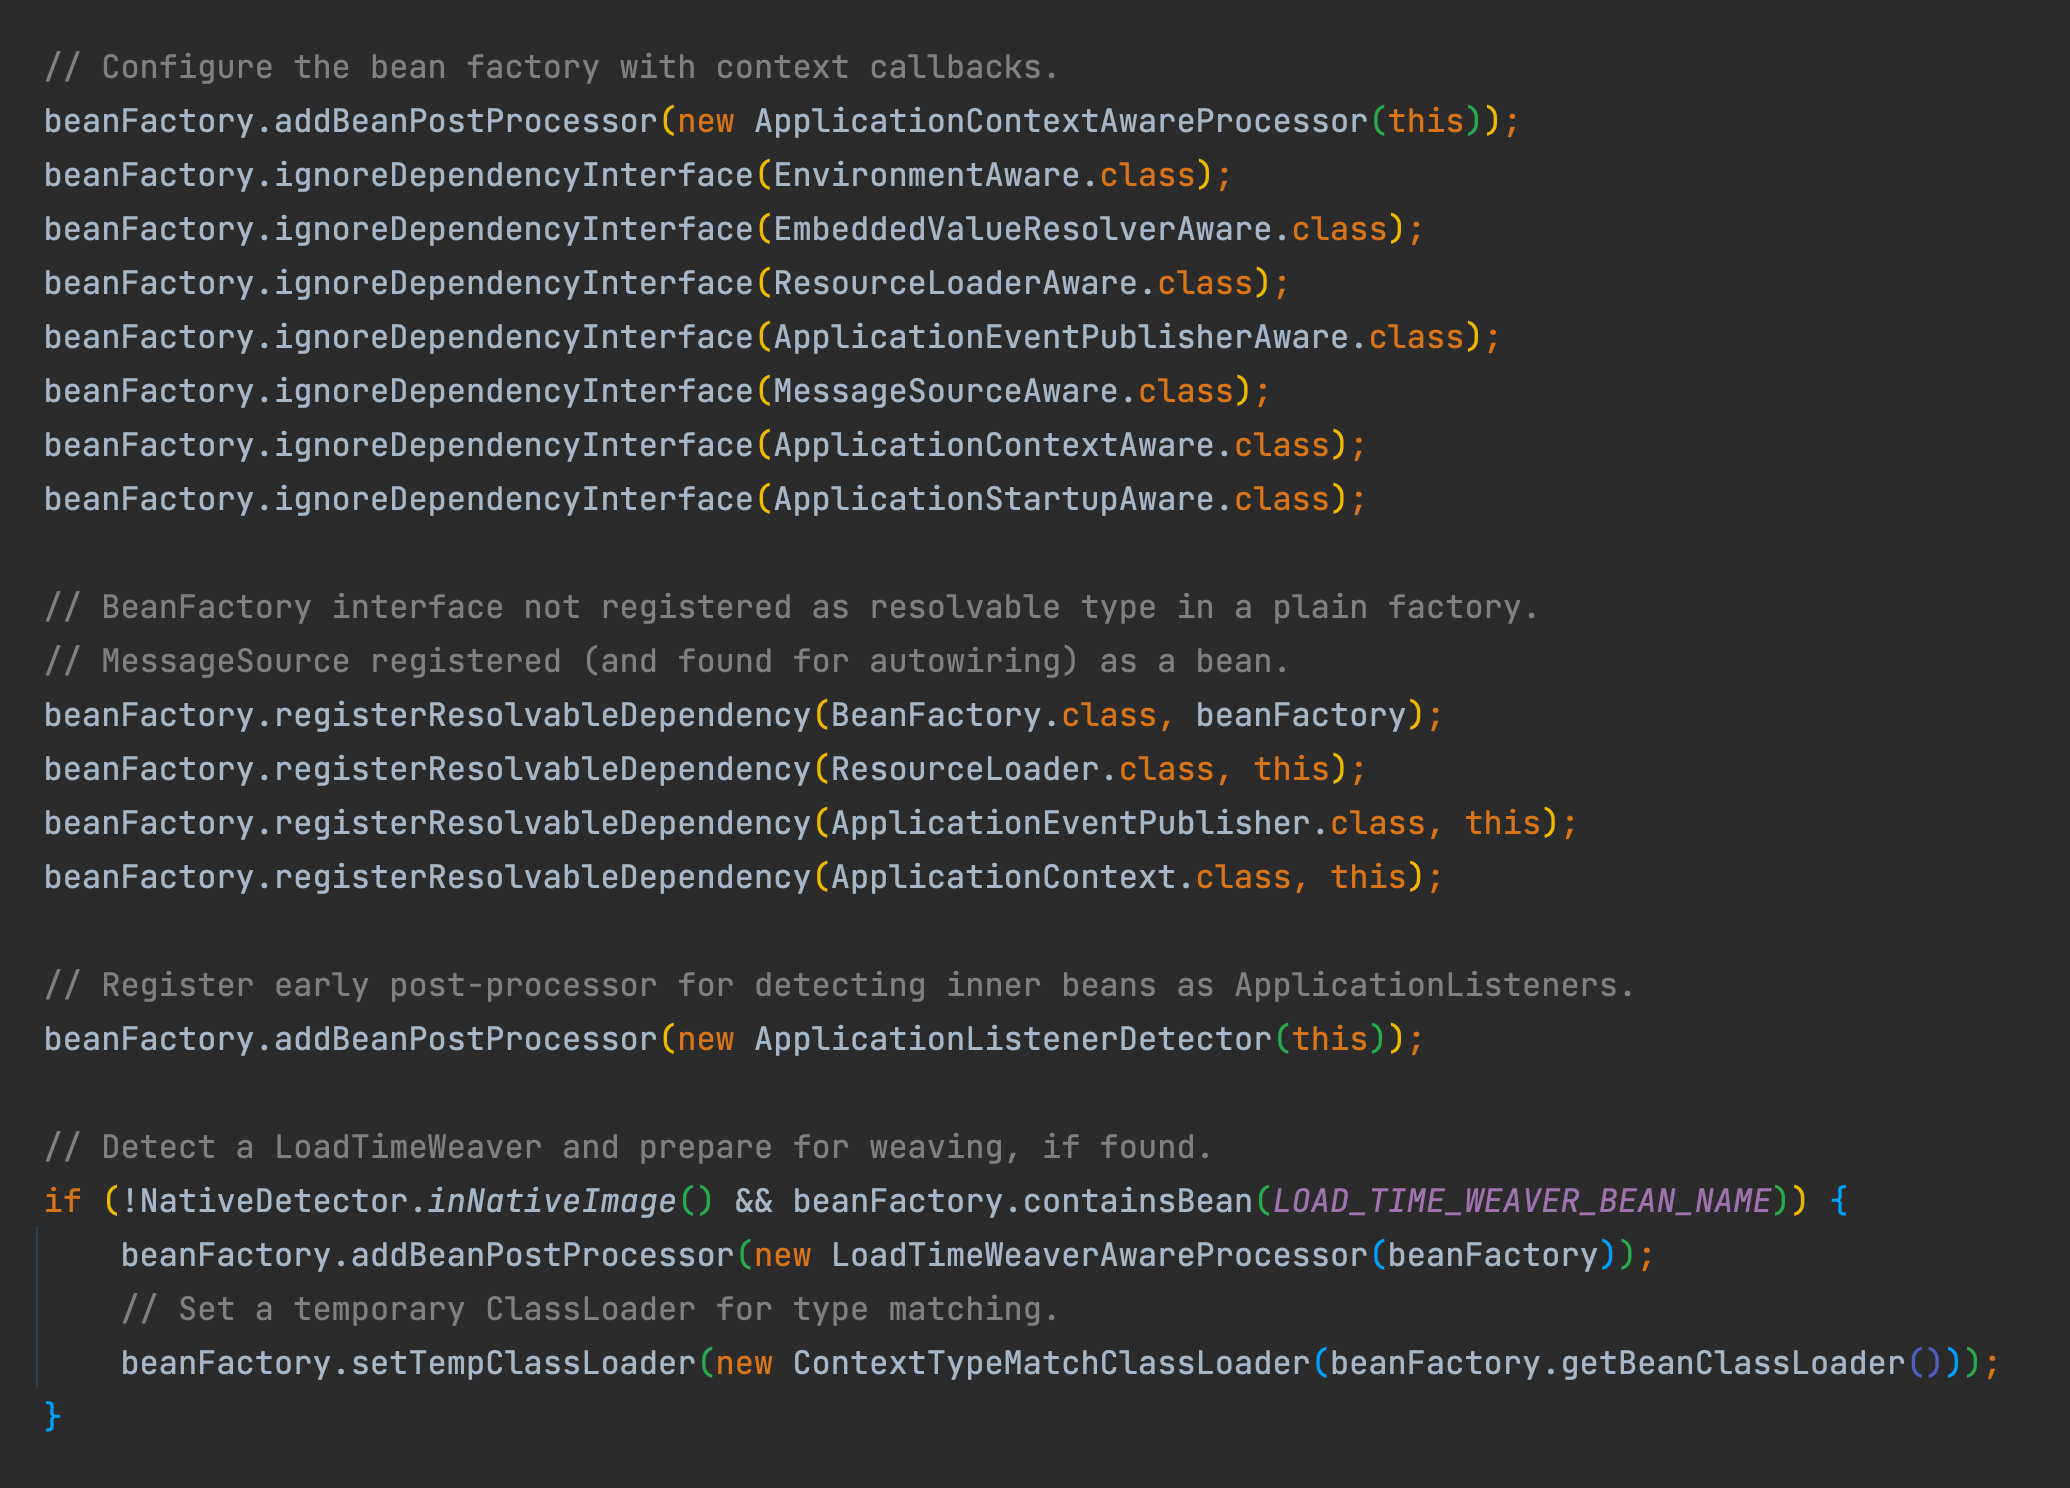 // Configure the bean factory with context callbacks.
beanFactory.addBeanPostProcessor(new ApplicationContextAwareProcessor(this));
beanFactory.ignoreDependencyInterface(EnvironmentAware.class);
beanFactory.ignoreDependencyInterface(EmbeddedValueResolverAware.class);
beanFactory.ignoreDependencyInterface(ResourceLoaderAware.class);
beanFactory.ignoreDependencyInterface(ApplicationEventPublisherAware.class);
beanFactory.ignoreDependencyInterface(MessageSourceAware.class);
beanFactory.ignoreDependencyInterface(ApplicationContextAware.class);
beanFactory.ignoreDependencyInterface(ApplicationStartupAware.class);

// BeanFactory interface not registered as resolvable type in a plain factory.
// MessageSource registered (and found for autowiring) as a bean.
beanFactory.registerResolvableDependency(BeanFactory.class, beanFactory);
beanFactory.registerResolvableDependency(ResourceLoader.class, this);
beanFactory.registerResolvableDependency(ApplicationEventPublisher.class, this);
beanFactory.registerResolvableDependency(ApplicationContext.class, this);

// Register early post-processor for detecting inner beans as ApplicationListeners.
beanFactory.addBeanPostProcessor(new ApplicationListenerDetector(this));

// Detect a LoadTimeWeaver and prepare for weaving, if found.
if (!NativeDetector.inNativeImage() && beanFactory.containsBean(LOAD_TIME_WEAVER_BEAN_NAME)) {
    beanFactory.addBeanPostProcessor(new LoadTimeWeaverAwareProcessor(beanFactory));
    // Set a temporary ClassLoader for type matching.
    beanFactory.setTempClassLoader(new ContextTypeMatchClassLoader(beanFactory.getBeanClassLoader()));
}